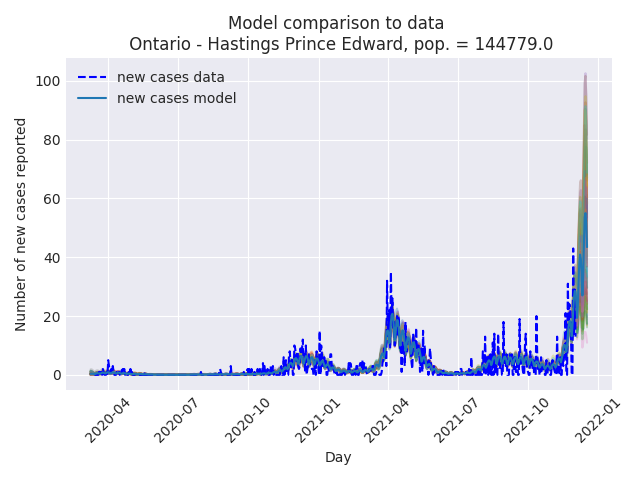 Model comparison to data
Ontario - Hastings Prince Edward, pop. = 144779.0
new cases data
new cases model
Number of new cases reported
100
80
60
40
20
0
2020-04
2020-07
2020-10
2021-01
2021-04
2021-07
2021-10
2022-01
Day